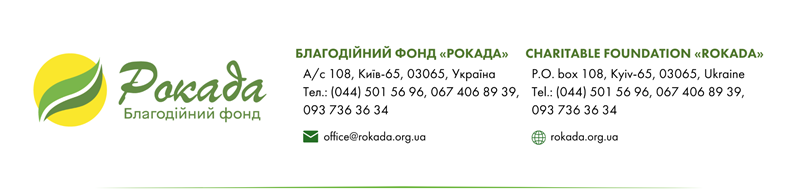 Рокада
Благодійний фонд
БЛАГОДІЙНИЙ ФОНД «РОКАДА»
А/с 108, Київ-65, 03065, Україна
Тел.: (044) 501 56 96, 067 406 89 39,
093 736 36 34
office@rokada.org.ua
CHARITABLE FOUNDATION «ROKADA»
P.O. box 108, Kyiv-65, 03065, Ukraine
Tel.: (044) 501 56 96, 067 406 89 39,
093 736 36 34
rokada.org.ua